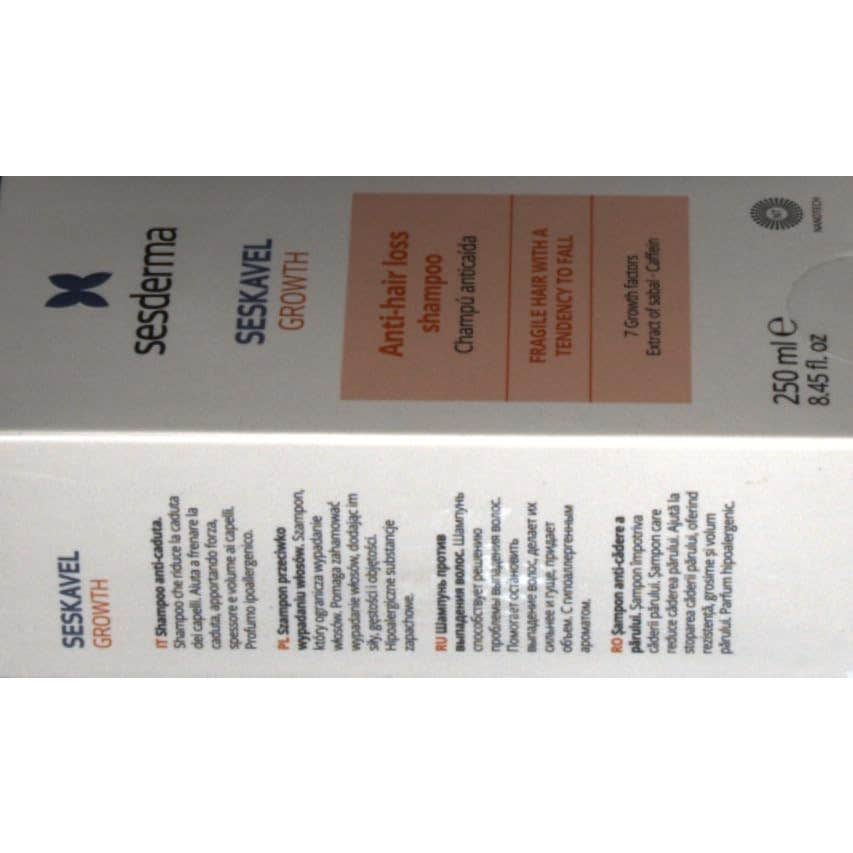 sesderma
SESKAVEL
GROWTH
Anti-hair loss
shampoo
Champú anticaída
FRAGILE HAIR WITH A
TENDENCY TO FALL
7 Growth factors
Extract of sabal · Caffein
NANOTECH
250 ml e
8.45 fl. oz
SESKAVEL
GROWTH
IT Shampoo anti-caduta.
Shampoo che riduce la caduta
dei capelli. Aiuta a frenare la
caduta, apportando forza,
spessore e volume ai capelli.
Profumo ipoallergenico.
PL Szampon przeciwko
wypadaniu włosów. Szampon,
który ogranicza wypadanie
włosów. Pomaga zahamować
wypadanie włosów, dodając im
siły, gęstości i objętości.
Hipoalergiczne substancje
zapachowe.
RU Шампунь против
выпадения волос. Шампунь
способствует решению
проблемы выпадения волос.
Помогает остановить
выпадение волос, делает их
сильнее и гуще, придает
объем. С гипоаллергенным
ароматом.
RO Şampon anti-cădere a
părului. Şampon împotriva
căderii părului. Şampon care
reduce căderea părului. Ajută la
stoparea căderii părului, oferind
rezistenţă, grosime şi volum
părului. Parfum hipoalergenic.